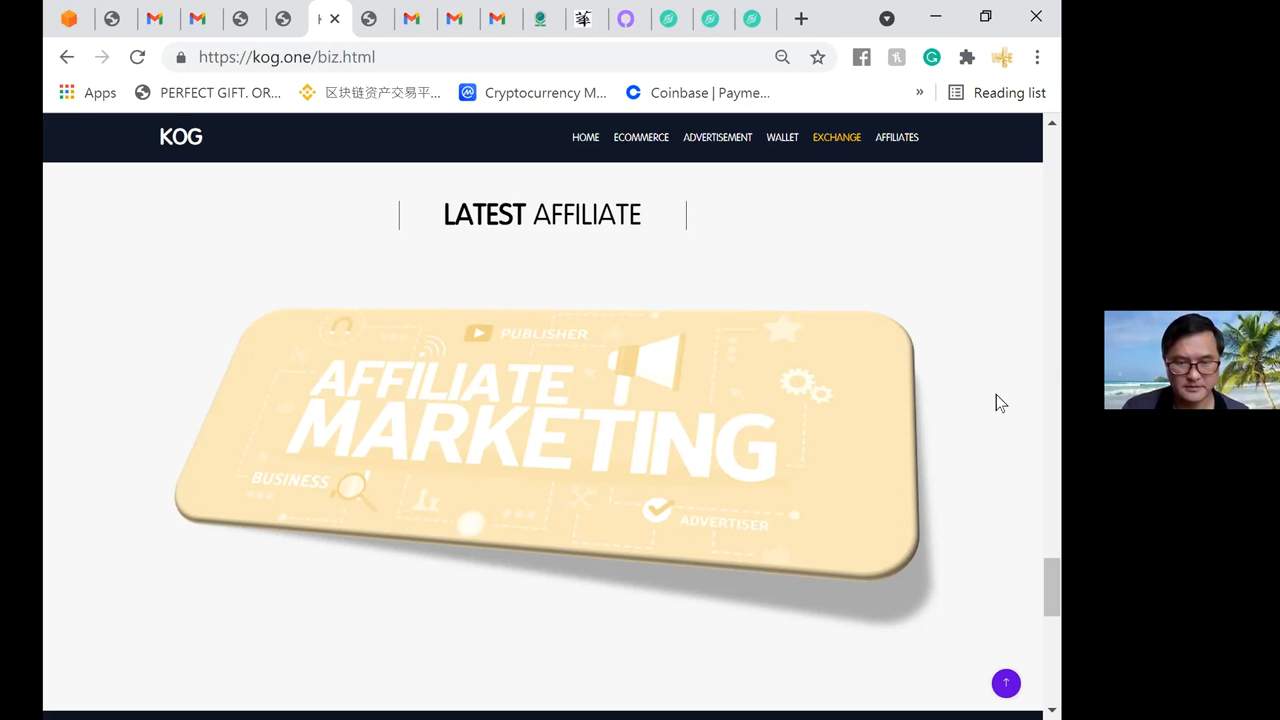 https://kog.one/biz.html
Apps
PERFECT GIFT. OR...
区块链资产交易平...
Cryptocurrency M...
Coinbase | Payme...
»
Reading list
KOG
HOME
ECOMMERCE
ADVERTISEMENT
WALLET
EXCHANGE
AFFILIATES
LATEST AFFILIATE
PUBLISHER
AFFiLIATE
MARKETING
BUSINESS
ADVERTISER